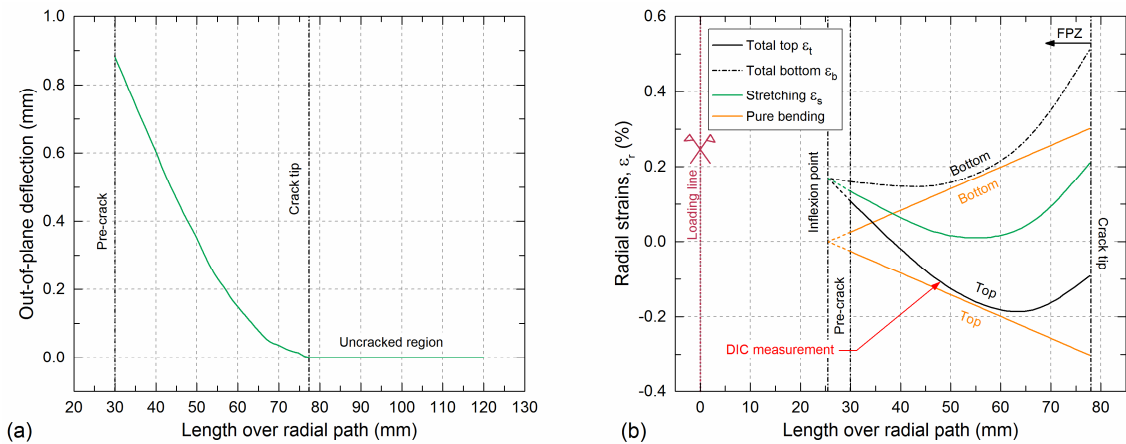 1.0
0.8
0.6
0.4
0.2
0.0
-0.2
Out-of-plane deflection (mm)
Pre-crack
Crack tip
Uncracked region
20 30 40 50 60 70 80 90 100 110 120 130
Length over radial path (mm)
(a)
0.6
0.4
0.2
0.0
-0.2
-0.4
Radial strains, εr (%)
Total top εt
Total bottom εb
Stretching εs
Pure bending
FPZ
Loading line
Inflexion point
Pre-crack
Crack tip
Bottom
Bottom
Top
Top
DIC measurement
0 10 20 30 40 50 60 70 80
Length over radial path (mm)
(b)